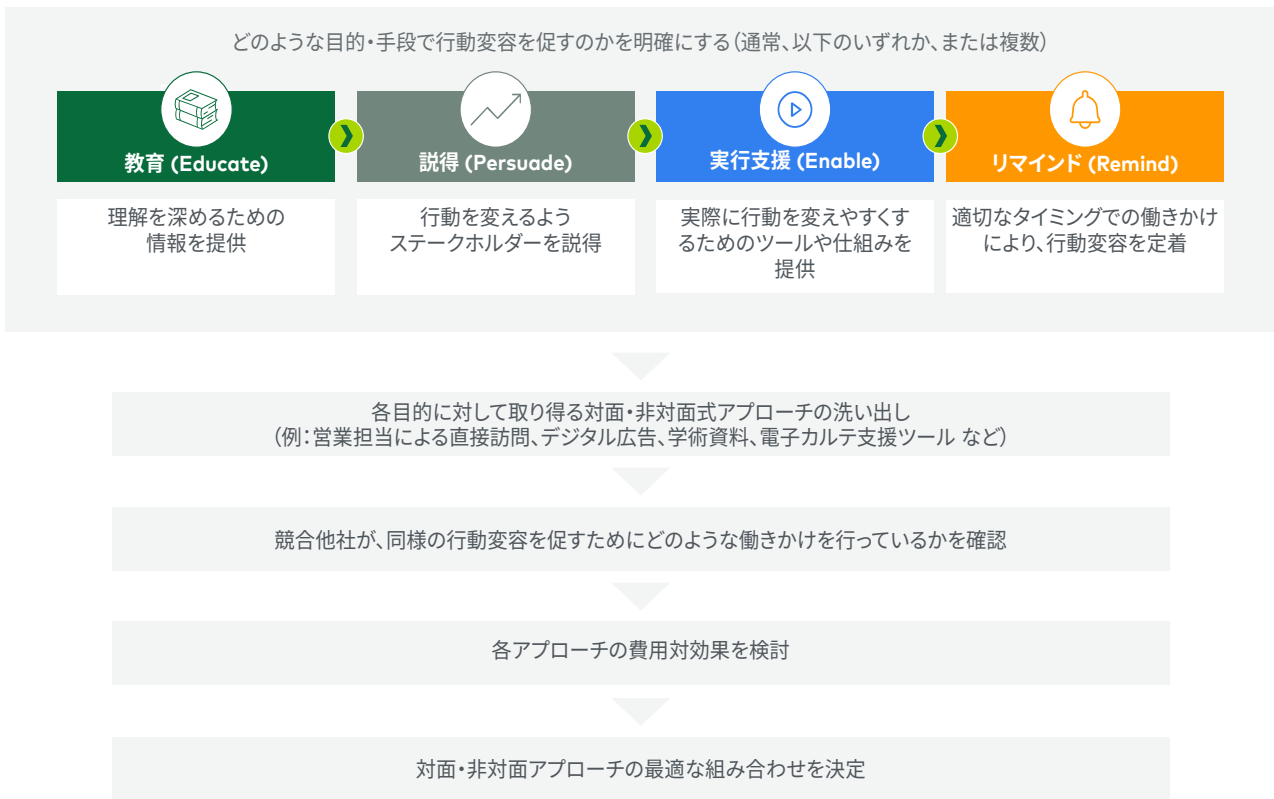 どのような目的・手段で行動変容を促すのかを明確にする(通常、以下のいずれか、または複数)
教育 (Educate)
説得 (Persuade)
実行支援 (Enable)
リマインド (Remind)
理解を深めるための
情報を提供
行動を変えるよう
ステークホルダーを説得
実際に行動を変えやすくす
るためのツールや仕組みを
提供
適切なタイミングでの働きかけ
により、行動変容を定着
各目的に対して取り得る対面・非対面式アプローチの洗い出し
(例:営業担当による直接訪問、デジタル広告、学術資料、電子カルテ支援ツール など)
競合他社が、同様の行動変容を促すためにどのような働きかけを行っているかを確認
各アプローチの費用対効果を検討
対面・非対面アプローチの最適な組み合わせを決定